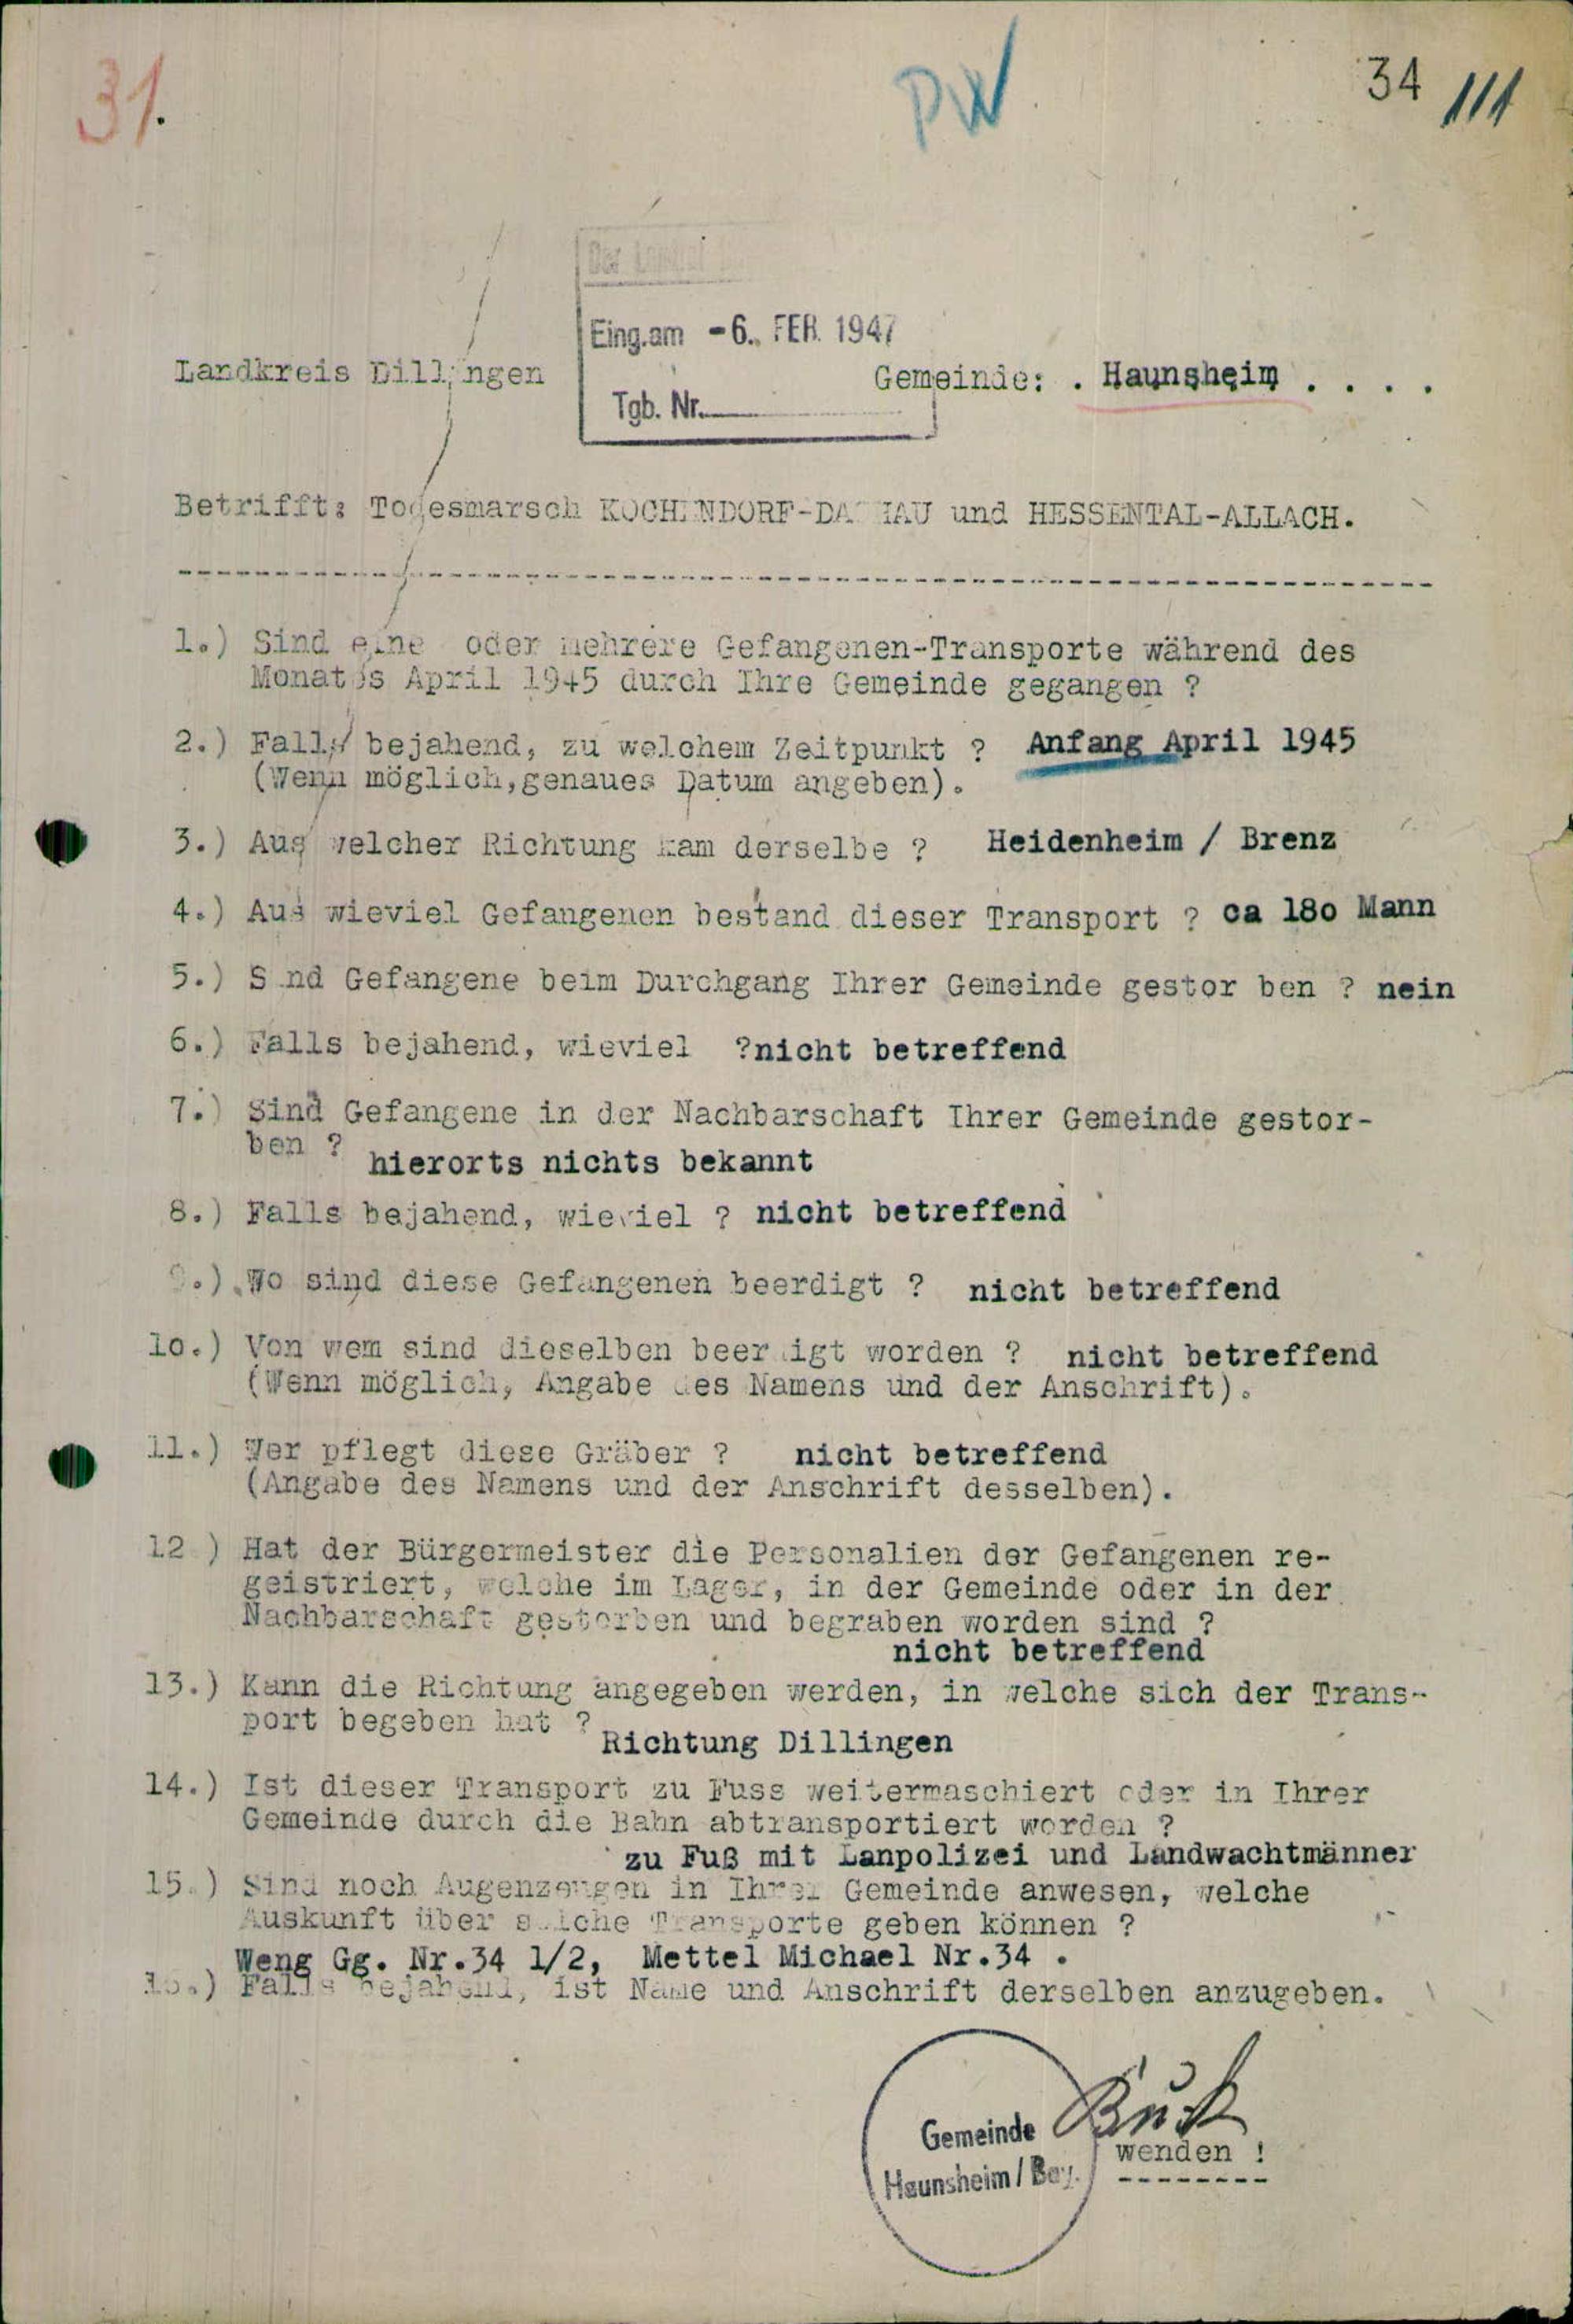 31.
PW
34 111
Der Landrat
Eing.am -6. FEB. 1947
Landkreis Dillingen
Gemeinde: . Haunsheim . . . .
Tgb. Nr.
Betrifft: Todesmarsch KOCHENDORF-DACHAU und HESSENTAL-ALLACH.
1.) Sind eine oder mehrere Gefangenen-Transporte während des
Monates April 1945 durch Ihre Gemeinde gegangen ?
2.) Falls bejahend, zu welchem Zeitpunkt ? Anfang April 1945
(Wenn möglich,genaues Datum angeben).
3.) Aus welcher Richtung kam derselbe ? Heidenheim / Brenz
4.) Aus wieviel Gefangenen bestand dieser Transport ? ca 18o Mann
5.) Sind Gefangene beim Durchgang Ihrer Gemeinde gestor ben ? nein
6.) Falls bejahend, wieviel ?nicht betreffend
7.) Sind Gefangene in der Nachbarschaft Ihrer Gemeinde gestor-
ben ?
hierorts nichts bekannt
8.) Falls bejahend, wieviel ? nicht betreffend
9.) Wo sind diese Gefangenen beerdigt ? nicht betreffend
1o.) Von wem sind dieselben beerdigt worden ? nicht betreffend
(Wenn möglich, Angabe des Namens und der Anschrift).
11.) Wer pflegt diese Gräber ? nicht betreffend
(Angabe des Namens und der Anschrift desselben).
12.) Hat der Bürgermeister die Personalien der Gefangenen re-
geistriert, welche im Lager, in der Gemeinde oder in der
Nachbarschaft gestorben und begraben worden sind ?
nicht betreffend
13.) Kann die Richtung angegeben werden, in welche sich der Trans-
port begeben hat ?
Richtung Dillingen
14.) Ist dieser Transport zu Fuss weitermaschiert oder in Ihrer
Gemeinde durch die Bahn abtransportiert worden ?
zu Fuß mit Lanpolizei und Landwachtmänner
15.) Sind noch Augenzeugen in Ihrer Gemeinde anwesen, welche
Auskunft über solche Transporte geben können ?
Weng Gg. Nr.34 1/2, Mettel Michael Nr.34 .
16.) Falls bejahend, ist Name und Anschrift derselben anzugeben.
Gemeinde
Haunsheim / Bay.
wenden !